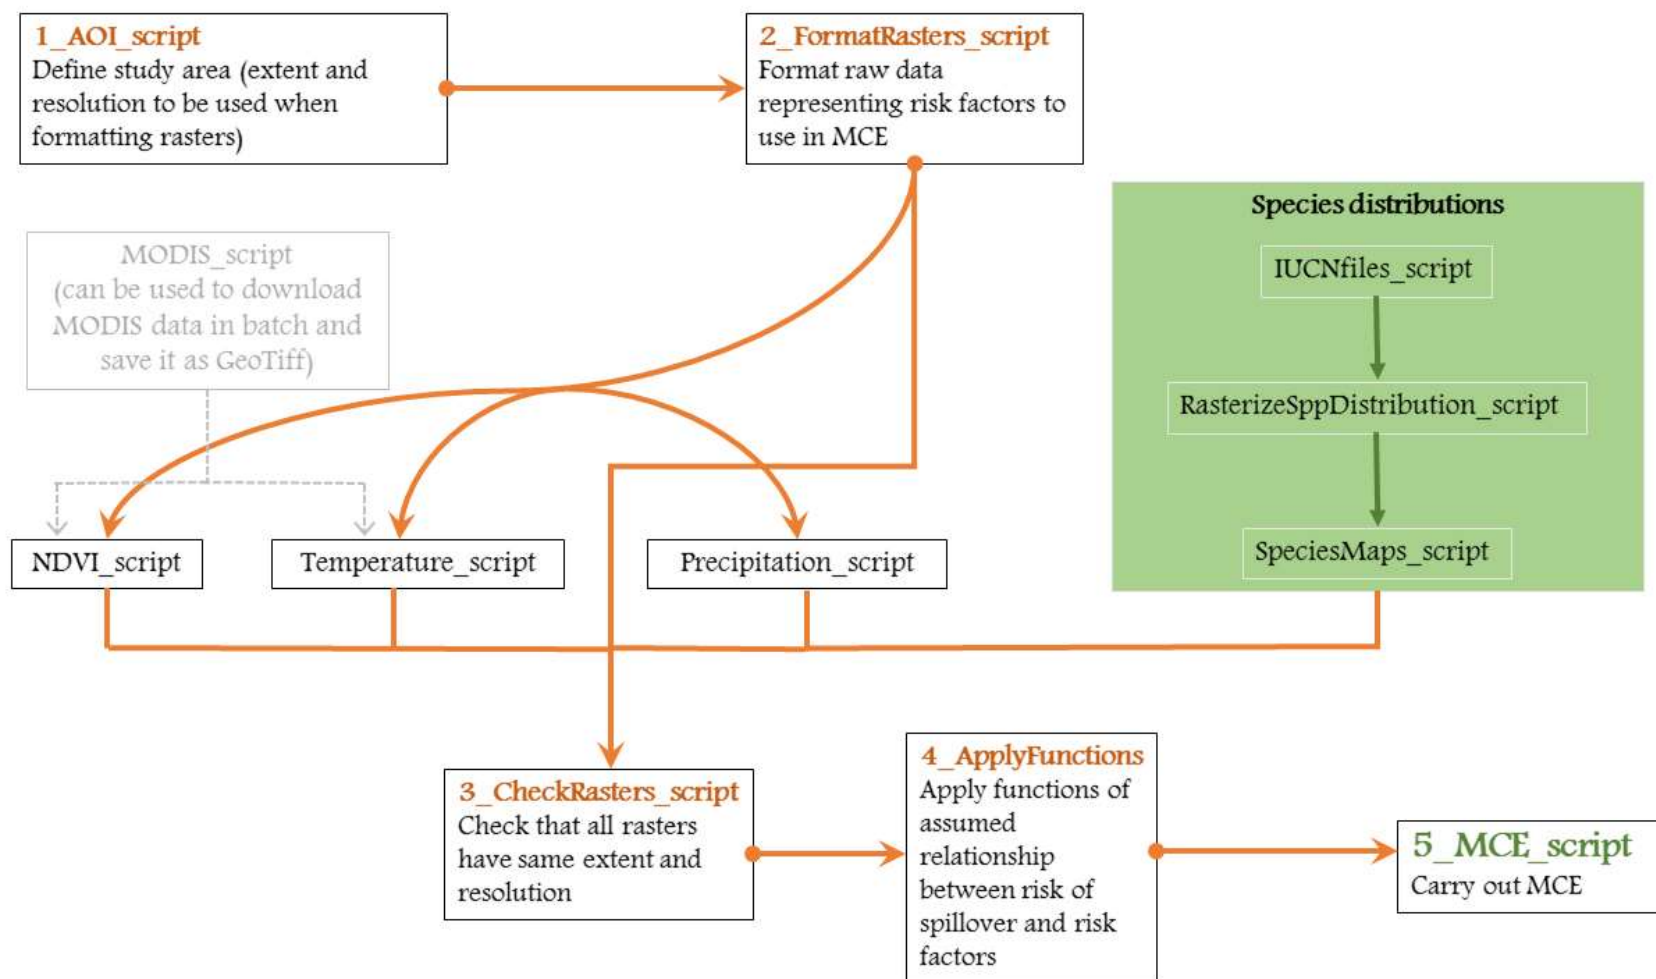 1_AOI_script
Define study area (extent and
resolution to be used when
formatting rasters)
2_FormatRasters_script
Format raw data
representing risk factors to
use in MCE
MODIS_script
(can be used to download
MODIS data in batch and
save it as GeoTiff)
Species distributions
IUCNfiles_script
RasterizeSppDistribution_script
SpeciesMaps_script
NDVI_script
Temperature_script
Precipitation_script
3_CheckRasters_script
Check that all rasters
have same extent and
resolution
4_ApplyFunctions
Apply functions of
assumed
relationship
between risk of
spillover and risk
factors
5_MCE_script
Carry out MCE